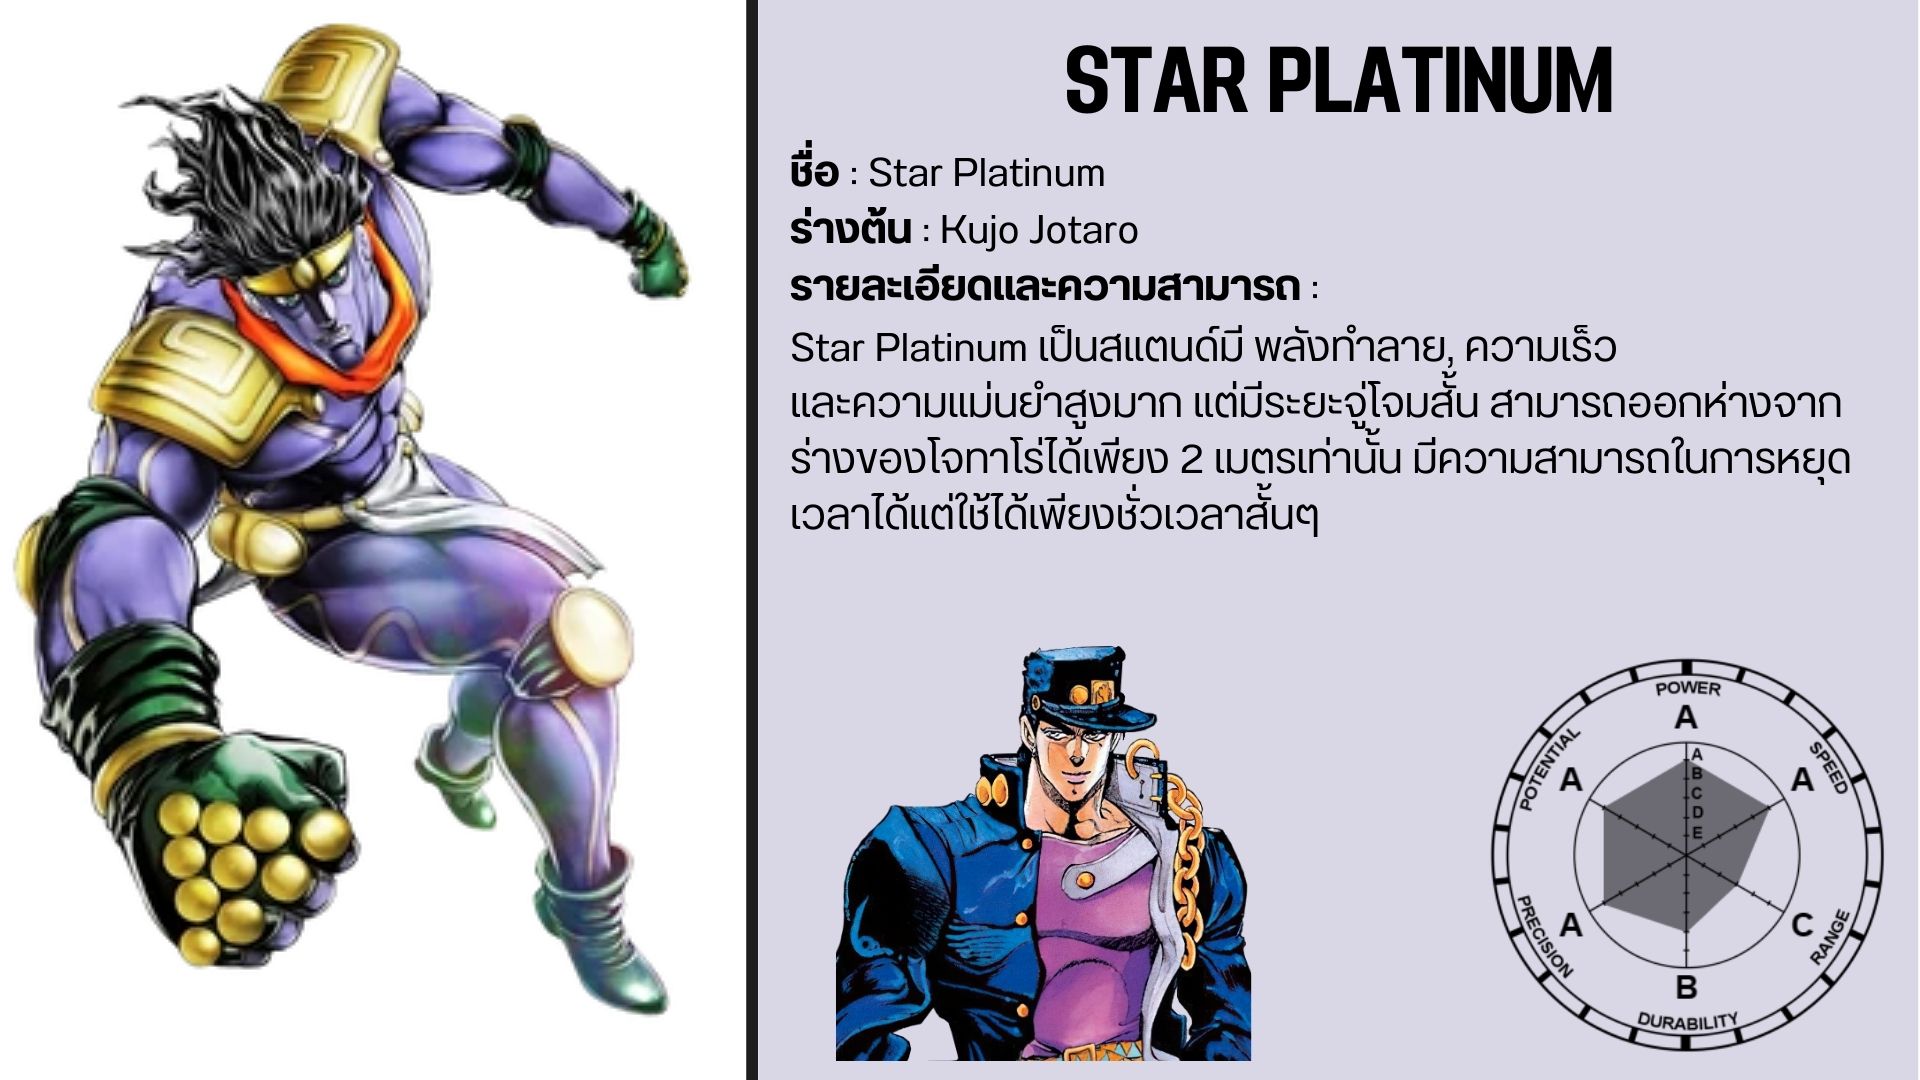 STAR PLATINUM
ชื่อ : Star Platinum
ร่างต้น : Kujo Jotaro
รายละเอียดและความสามารถ :
Star Platinum เป็นสแตนด์มี พลังทำลาย, ความเร็ว
และความแม่นยำสูงมาก แต่มีระยะจู่โจมสั้น สามารถออกห่างจาก
ร่างของโจทาโร่ได้เพียง 2 เมตรเท่านั้น มีความสามารถในการหยุด
เวลาได้แต่ใช้ได้เพียงชั่วเวลาสั้นๆ
POWER
A
SPEED
A
RANGE
C
DURABILITY
B
PRECISION
A
POTENTIAL
A
A
B
C
D
E